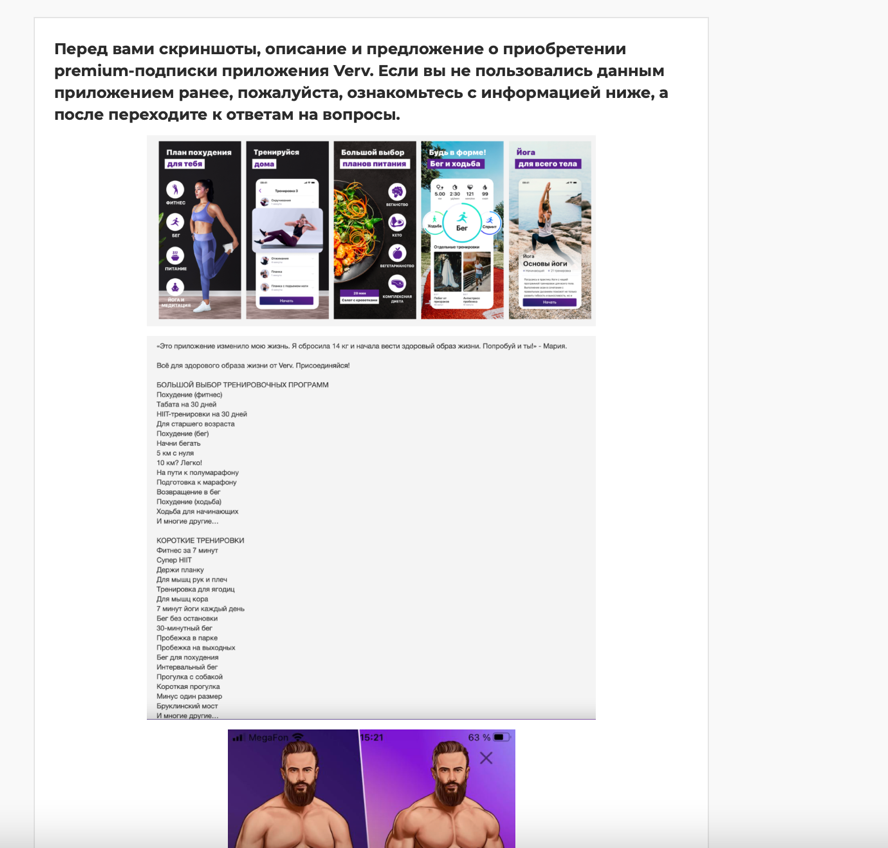 Перед вами скриншоты, описание и предложение о приобретении
premium-подписки приложения Verv. Если вы не пользовались данным
приложением ранее, пожалуйста, ознакомьтесь с информацией ниже, а
после переходите к ответам на вопросы.
План похудения
для тебя
ФИТНЕС
БЕГ
ПИТАНИЕ
ЙОГА И
МЕДИТАЦИЯ
Тренируйся
дома
Тренировка 2
Начать
Большой выбор
планов питания
ВЕГАНСТВО
КЕТО
ВЕГЕТАРИАНСТВО
КОМПЛЕКСНАЯ
ДИЕТА
Будь в форме!
Бег и ходьба
Ходьба
Бег
Спринт
Отдельные тренировки
Йога
для всего тела
Йога
Основы йоги
Начать
«Это приложение изменило мою жизнь. Я сбросила 14 кг и начала вести здоровый образ жизни. Попробуй и ты!» - Мария.
Всё для здорового образа жизни от Verv. Присоединяйся!
БОЛЬШОЙ ВЫБОР ТРЕНИРОВОЧНЫХ ПРОГРАММ
Похудение (фитнес)
Табата на 30 дней
HIIT-тренировки на 30 дней
Для старшего возраста
Похудение (бег)
Начни бегать
5 км с нуля
10 км? Легко!
На пути к полумарафону
Подготовка к марафону
Возвращение в бег
Похудение (ходьба)
Ходьба для начинающих
И многие другие...
КОРОТКИЕ ТРЕНИРОВКИ
Фитнес за 7 минут
Супер HIIT
Держи планку
Для мышц рук и плеч
Тренировка для ягодиц
Для мышц кора
7 минут йоги каждый день
Бег без остановки
30-минутный бег
Пробежка в парке
Пробежка на выходных
Бег для похудения
Интервальный бег
Прогулка с собакой
Короткая прогулка
Минус один размер
Бруклинский мост
И многие другие...
MegaFon 15:21 63 %